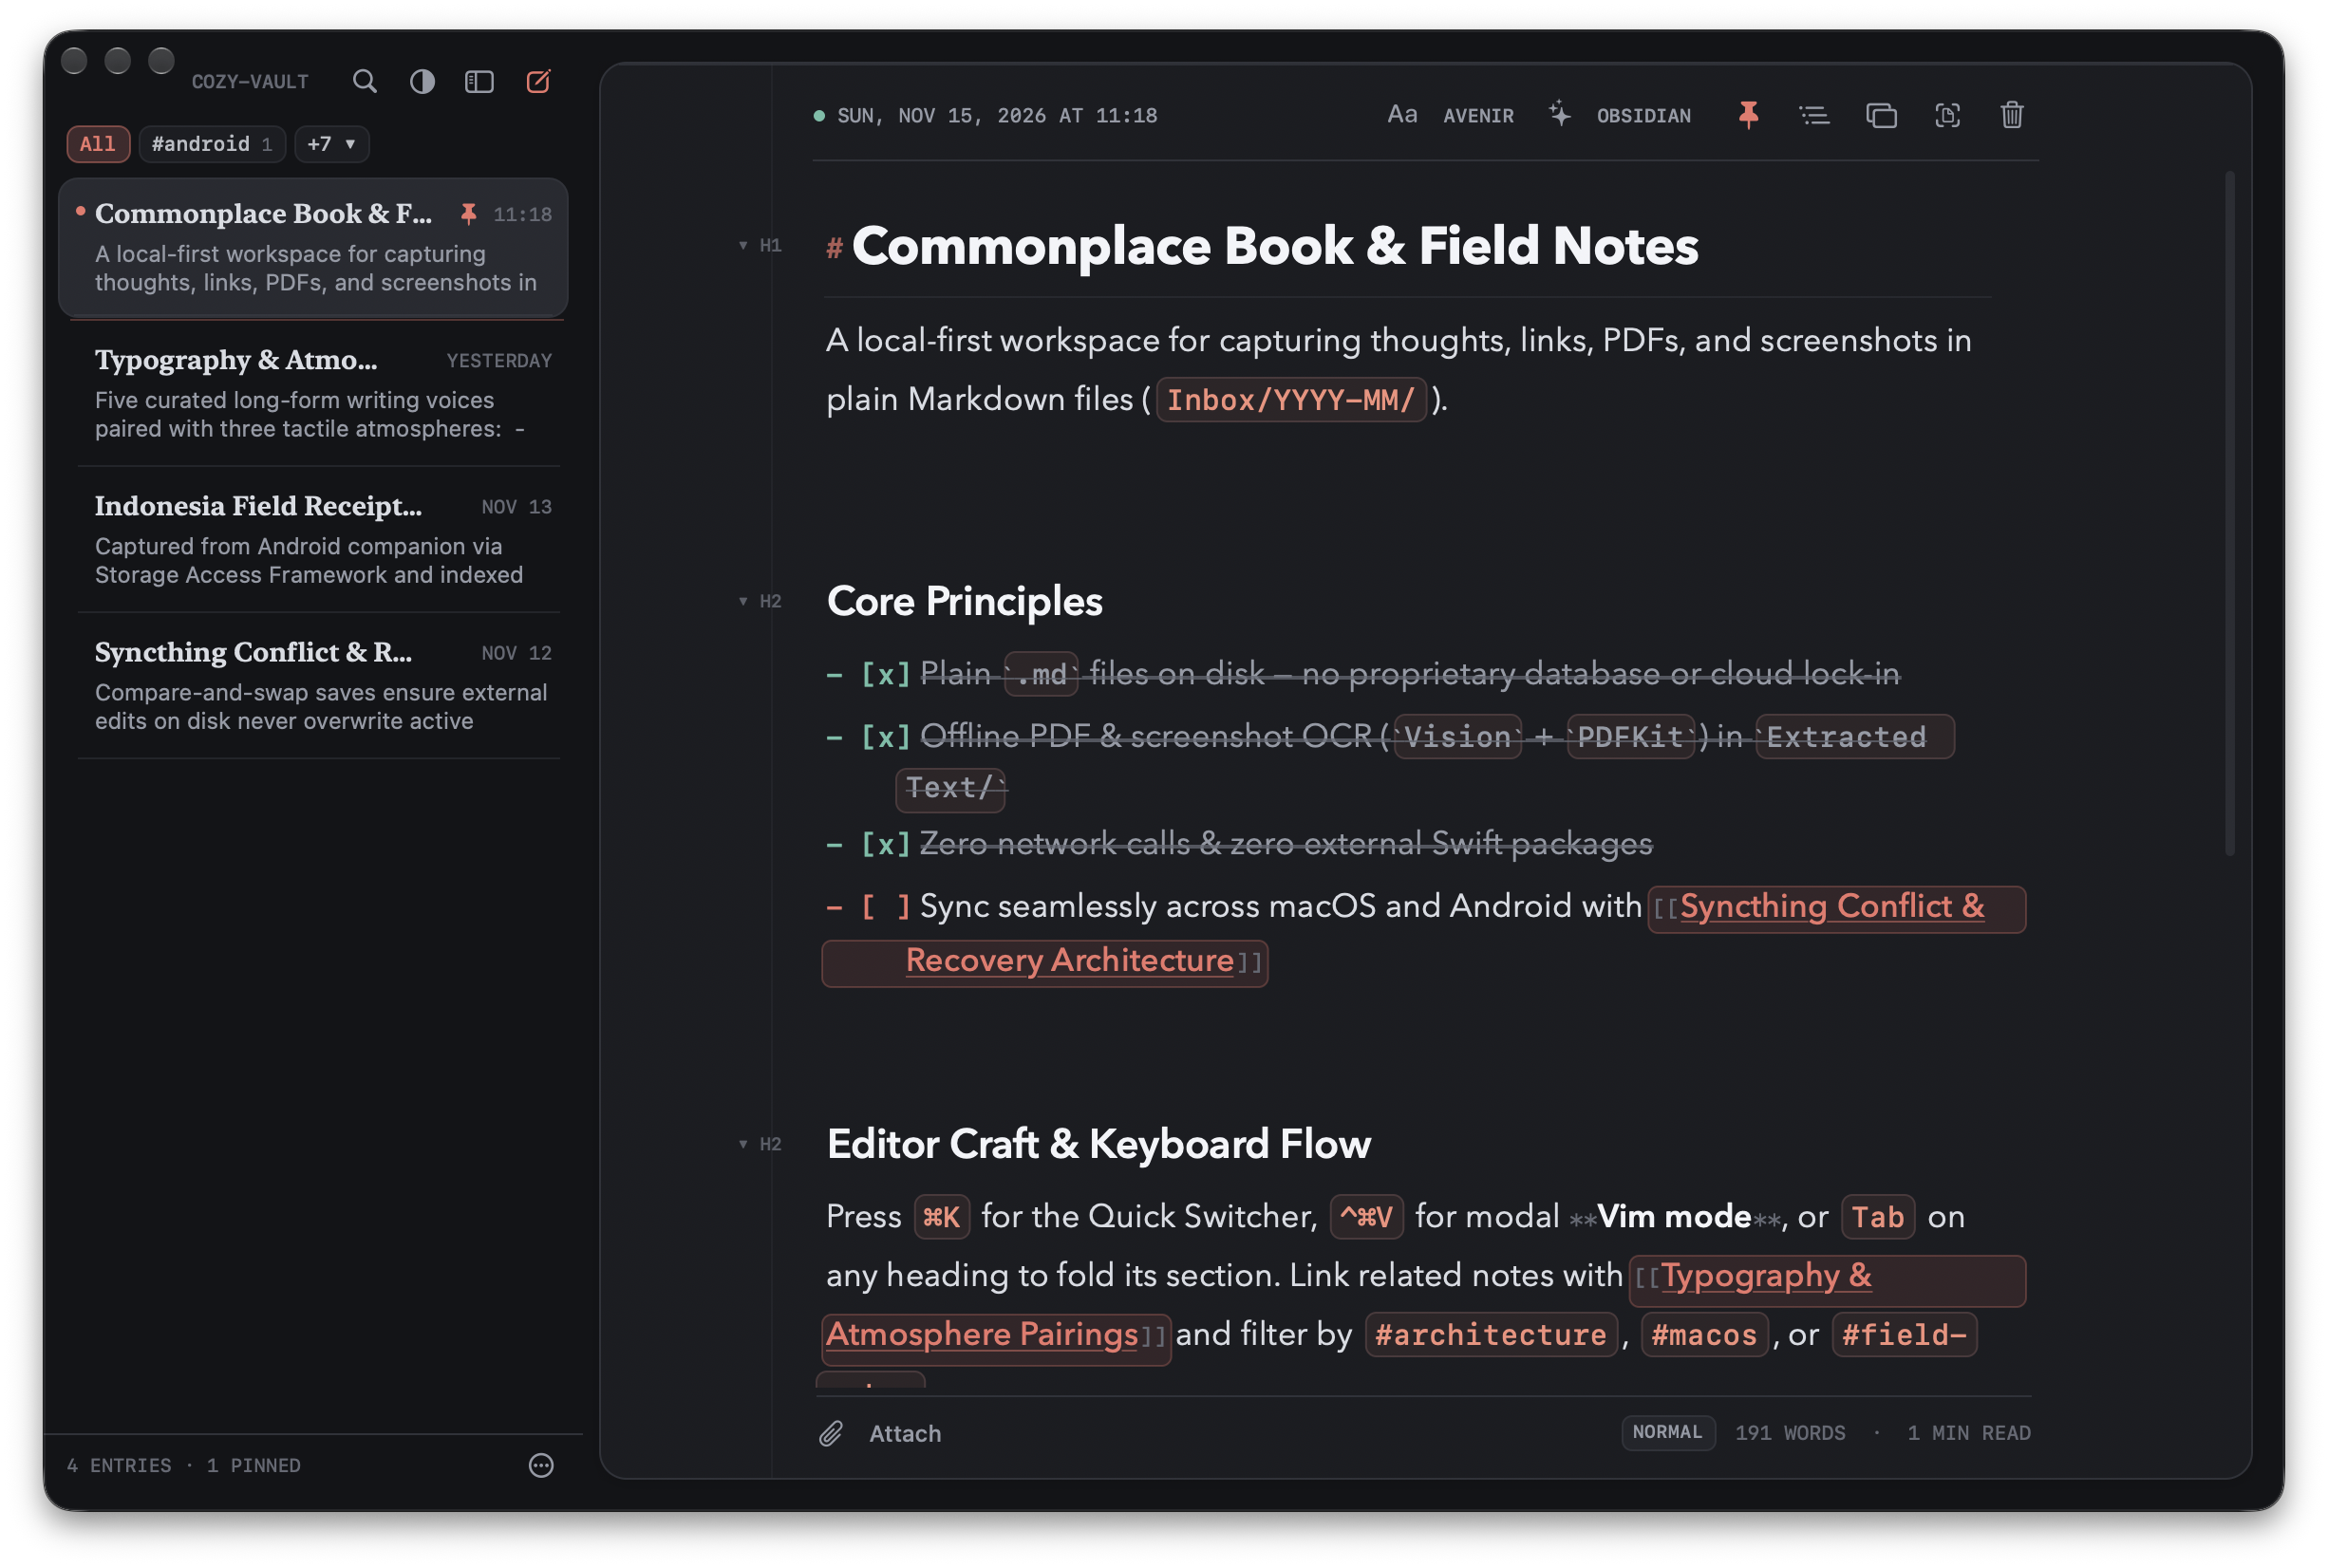 COZY-VAULT
All #android 1 +7 ▼
Commonplace Book & F... 11:18
A local-first workspace for capturing
thoughts, links, PDFs, and screenshots in
Typography & Atmo... YESTERDAY
Five curated long-form writing voices
paired with three tactile atmospheres: -
Indonesia Field Receipt... NOV 13
Captured from Android companion via
Storage Access Framework and indexed
Syncthing Conflict & R... NOV 12
Compare-and-swap saves ensure external
edits on disk never overwrite active
4 ENTRIES · 1 PINNED
SUN, NOV 15, 2026 AT 11:18 Aa AVENIR OBSIDIAN
▼ H1 # Commonplace Book & Field Notes
A local-first workspace for capturing thoughts, links, PDFs, and screenshots in
plain Markdown files ( Inbox/YYYY-MM/ ).
▼ H2 Core Principles
- [x] Plain `.md` files on disk — no proprietary database or cloud lock-in
- [x] Offline PDF & screenshot OCR (`Vision` + `PDFKit`) in `Extracted
Text/`
- [x] Zero network calls & zero external Swift packages
- [ ] Sync seamlessly across macOS and Android with [[Syncthing Conflict &
Recovery Architecture]]
▼ H2 Editor Craft & Keyboard Flow
Press ⌘K for the Quick Switcher, ^⌘V for modal **Vim mode**, or Tab on
any heading to fold its section. Link related notes with [[Typography &
Atmosphere Pairings]] and filter by #architecture , #macos , or #field-
Attach NORMAL 191 WORDS · 1 MIN READ